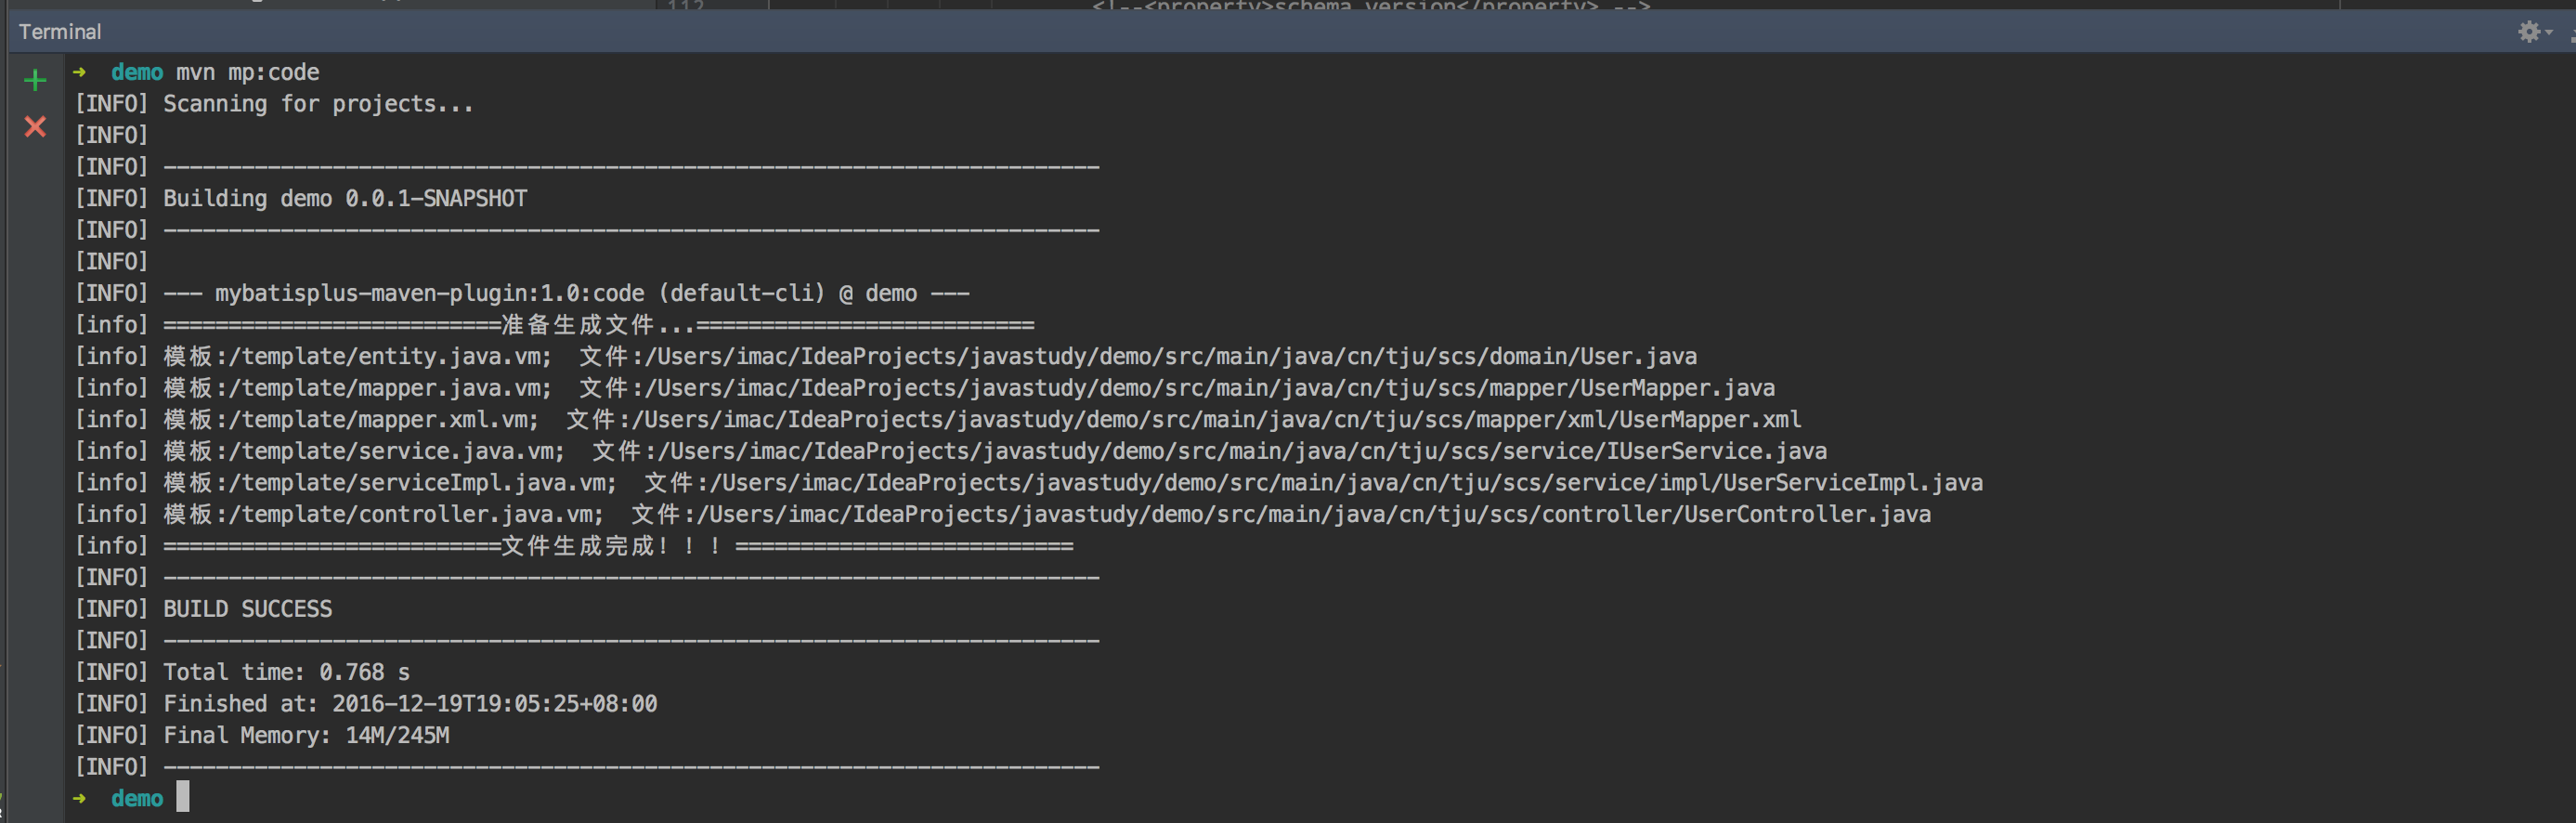 112 <!--<property>schema_version</property> -->
Terminal
➜ demo mvn mp:code
[INFO] Scanning for projects...
[INFO]
[INFO] ------------------------------------------------------------------------
[INFO] Building demo 0.0.1-SNAPSHOT
[INFO] ------------------------------------------------------------------------
[INFO]
[INFO] --- mybatisplus-maven-plugin:1.0:code (default-cli) @ demo ---
[info] ==========================准备生成文件...==========================
[info] 模板:/template/entity.java.vm;  文件:/Users/imac/IdeaProjects/javastudy/demo/src/main/java/cn/tju/scs/domain/User.java
[info] 模板:/template/mapper.java.vm;  文件:/Users/imac/IdeaProjects/javastudy/demo/src/main/java/cn/tju/scs/mapper/UserMapper.java
[info] 模板:/template/mapper.xml.vm;  文件:/Users/imac/IdeaProjects/javastudy/demo/src/main/java/cn/tju/scs/mapper/xml/UserMapper.xml
[info] 模板:/template/service.java.vm;  文件:/Users/imac/IdeaProjects/javastudy/demo/src/main/java/cn/tju/scs/service/IUserService.java
[info] 模板:/template/serviceImpl.java.vm;  文件:/Users/imac/IdeaProjects/javastudy/demo/src/main/java/cn/tju/scs/service/impl/UserServiceImpl.java
[info] 模板:/template/controller.java.vm;  文件:/Users/imac/IdeaProjects/javastudy/demo/src/main/java/cn/tju/scs/controller/UserController.java
[info] ==========================文件生成完成！！！==========================
[INFO] ------------------------------------------------------------------------
[INFO] BUILD SUCCESS
[INFO] ------------------------------------------------------------------------
[INFO] Total time: 0.768 s
[INFO] Finished at: 2016-12-19T19:05:25+08:00
[INFO] Final Memory: 14M/245M
[INFO] ------------------------------------------------------------------------
➜ demo